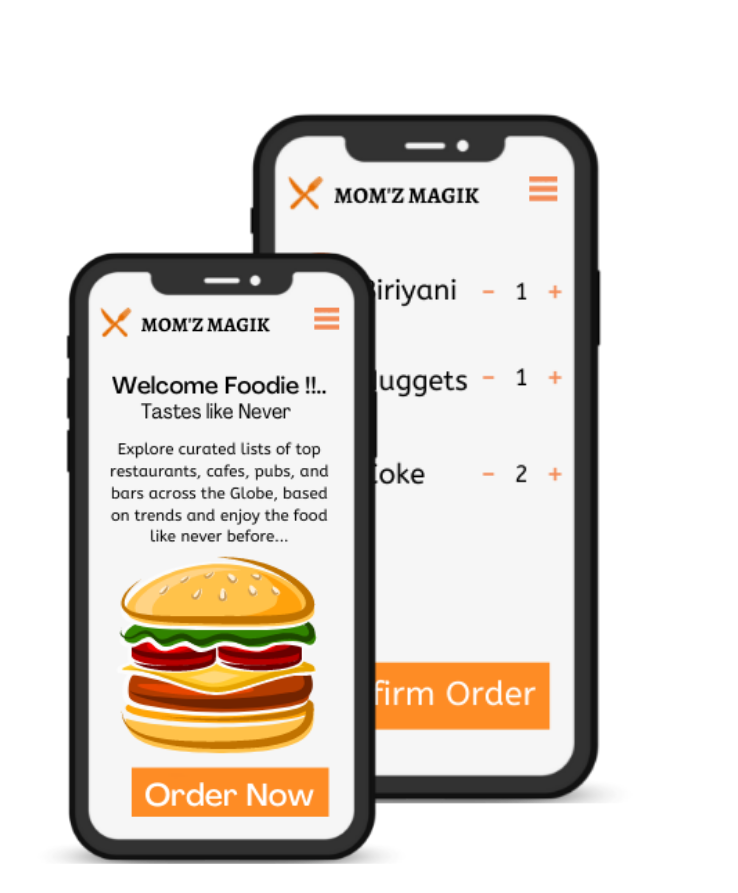 MOM'Z MAGIK
Biriyani - 1 +
Nuggets - 1 +
Coke - 2 +
firm Order
MOM'Z MAGIK
Welcome Foodie !!..
Tastes like Never
Explore curated lists of top
restaurants, cafes, pubs, and
bars across the Globe, based
on trends and enjoy the food
like never before...
Order Now